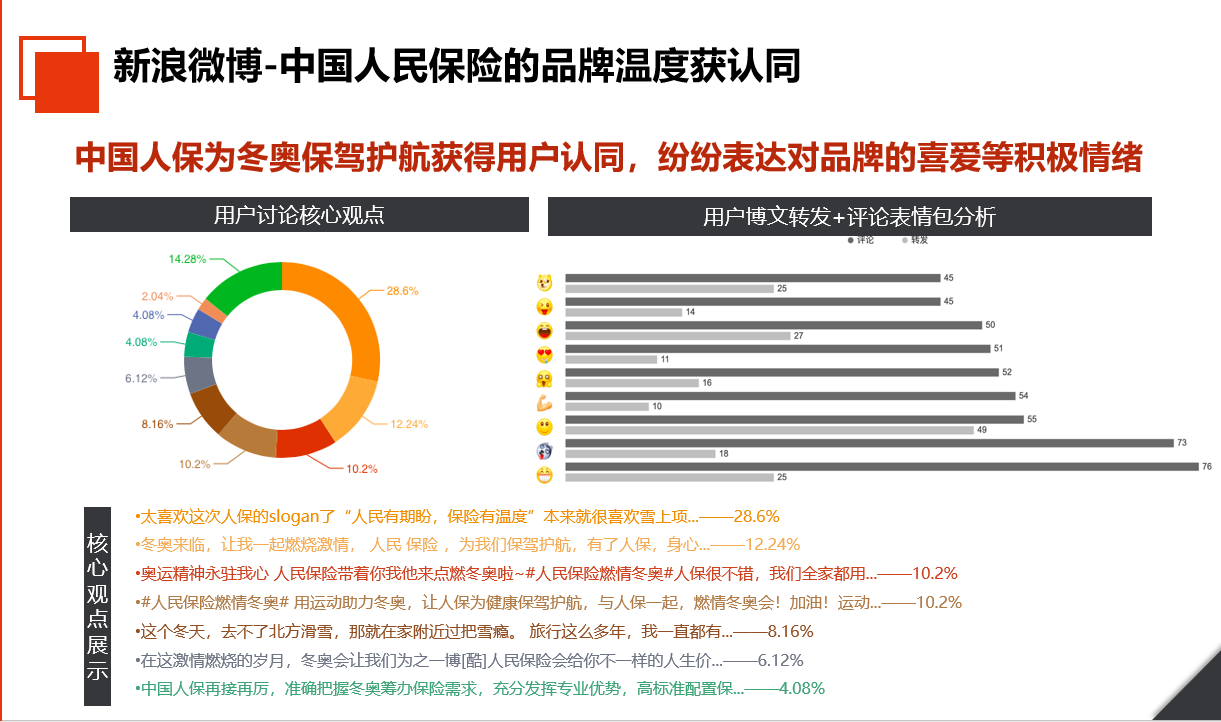 新浪微博-中国人民保险的品牌温度获认同
中国人保为冬奥保驾护航获得用户认同，纷纷表达对品牌的喜爱等积极情绪
用户讨论核心观点
用户博文转发+评论表情包分析
评论 转发
14.28%
2.04%
4.08%
4.08%
6.12%
8.16%
10.2%
28.6%
12.24%
10.2%
45
25
45
14
50
27
51
11
52
16
54
10
55
49
73
18
76
25
核心观点展示
•太喜欢这次人保的slogan了“人民有期盼，保险有温度”本来就很喜欢雪上项...——28.6%
•冬奥来临，让我一起燃烧激情， 人民 保险 ，为我们保驾护航，有了人保，身心...——12.24%
•奥运精神永驻我心 人民保险带着你我他来点燃冬奥啦~#人民保险燃情冬奥#人保很不错，我们全家都用...——10.2%
•#人民保险燃情冬奥# 用运动助力冬奥，让人保为健康保驾护航，与人保一起，燃情冬奥会！加油！运动...——10.2%
•这个冬天，去不了北方滑雪，那就在家附近过把雪瘾。 旅行这么多年，我一直都有...——8.16%
•在这激情燃烧的岁月，冬奥会让我们为之一博[酷]人民保险会给你不一样的人生价...——6.12%
•中国人保再接再厉，准确把握冬奥筹办保险需求，充分发挥专业优势，高标准配置保...——4.08%